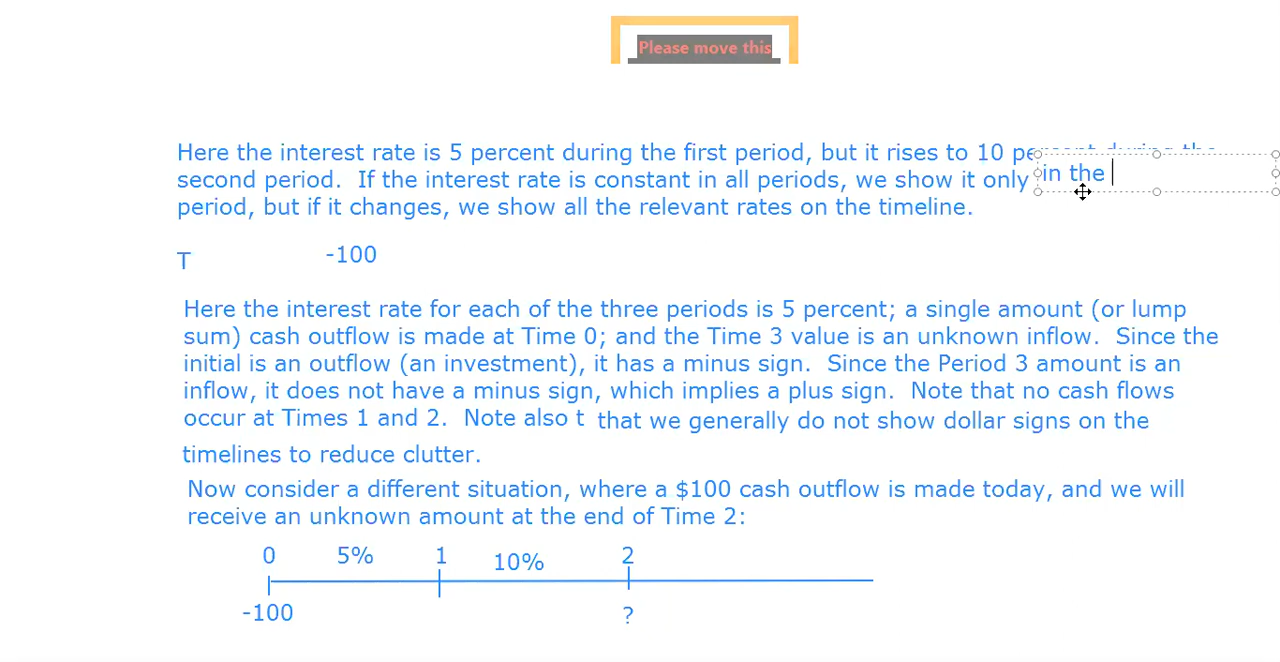 Please move this
Here the interest rate is 5 percent during the first period, but it rises to 10 percent during the
second period. If the interest rate is constant in all periods, we show it only in the
period, but if it changes, we show all the relevant rates on the timeline.
T -100
Here the interest rate for each of the three periods is 5 percent; a single amount (or lump
sum) cash outflow is made at Time 0; and the Time 3 value is an unknown inflow. Since the
initial is an outflow (an investment), it has a minus sign. Since the Period 3 amount is an
inflow, it does not have a minus sign, which implies a plus sign. Note that no cash flows
occur at Times 1 and 2. Note also t that we generally do not show dollar signs on the
timelines to reduce clutter.
Now consider a different situation, where a $100 cash outflow is made today, and we will
receive an unknown amount at the end of Time 2:
0 5% 1 10% 2
-100 ?